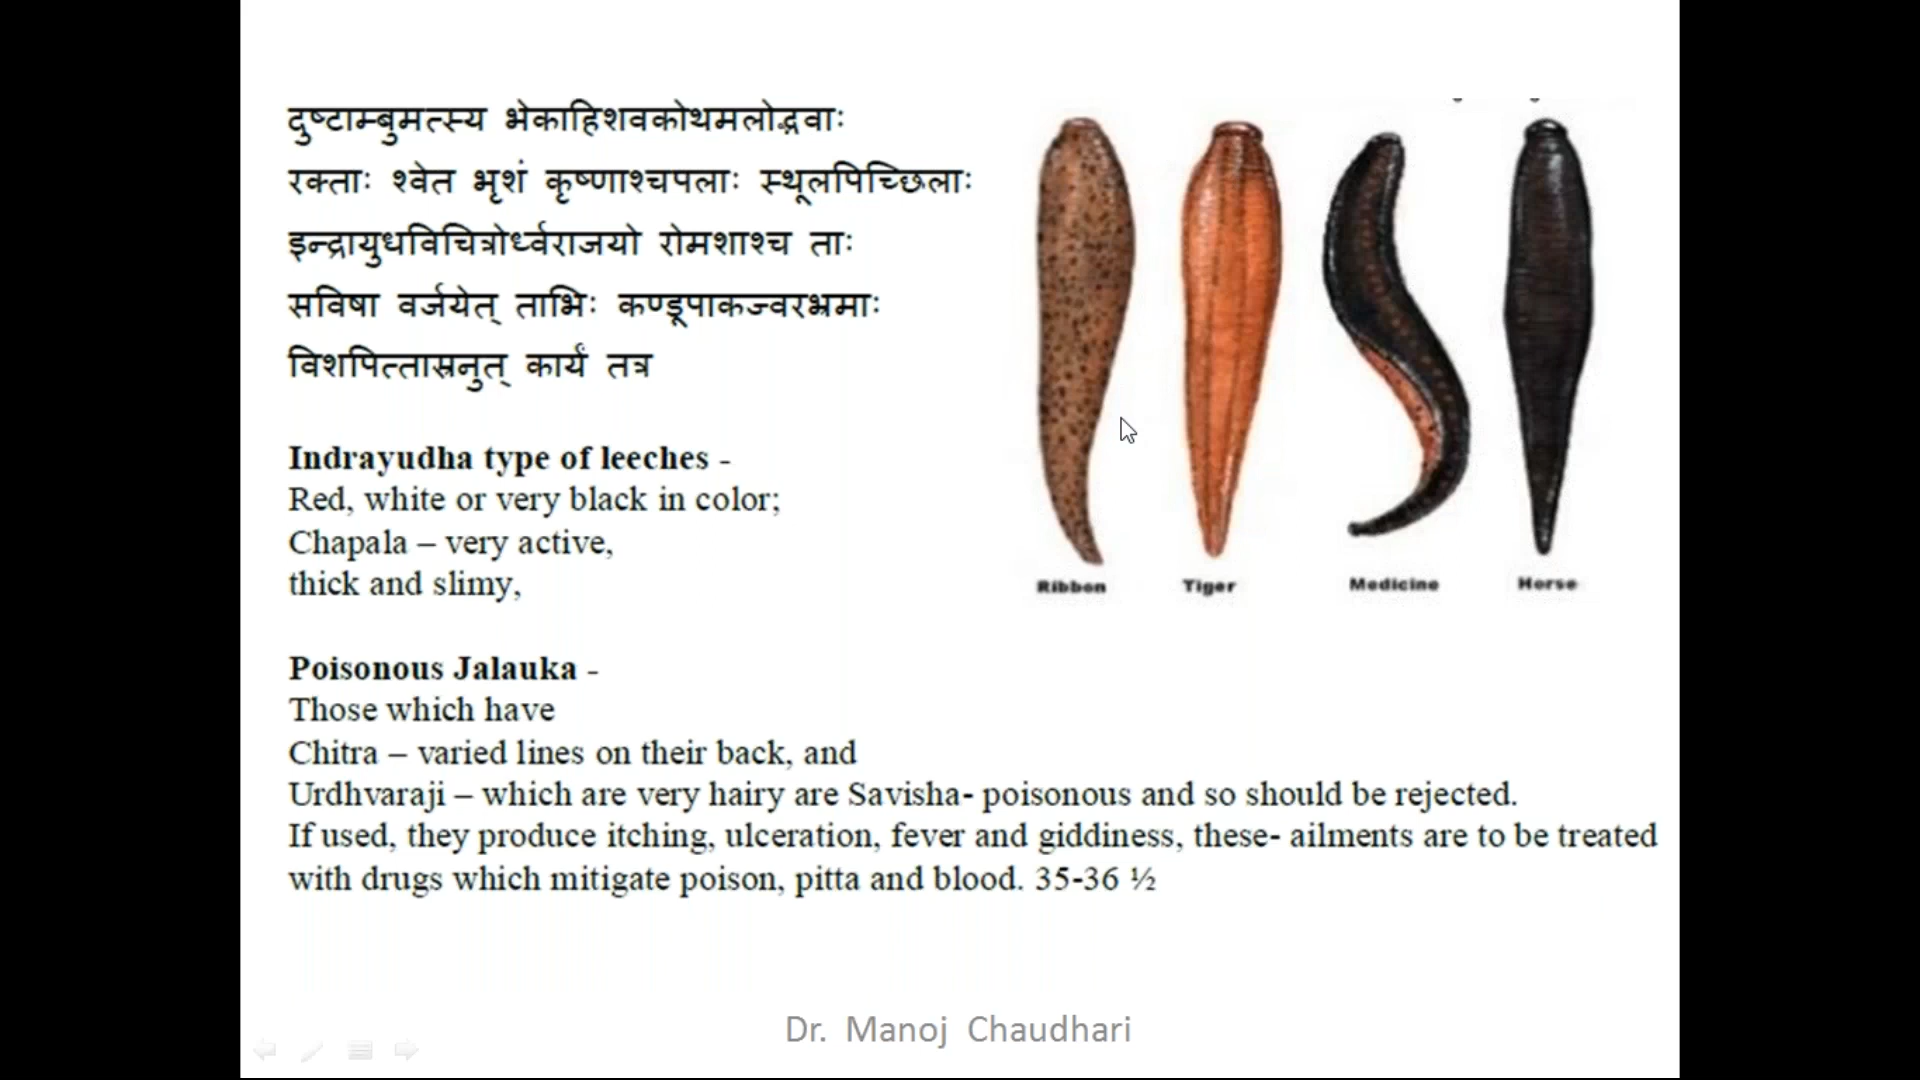 दुष्टाम्बुमत्स्य भेकाहिशवकोथमलोद्भवाः
रक्ताः श्वेत भृशं कृष्णाश्चपलाः स्थूलपिच्छिलाः
इन्द्रायुधविचित्रोर्ध्वराजयो रोमशाश्च ताः
सविषा वर्जयेत् ताभिः कण्डूपाकज्वरभ्रमाः
विशपित्तास्रनुत् कार्यं तत्र
Indrayudha type of leeches -
Red, white or very black in color;
Chapala – very active,
thick and slimy,
Poisonous Jalauka -
Those which have
Chitra – varied lines on their back, and
Urdhvaraji – which are very hairy are Savisha- poisonous and so should be rejected.
If used, they produce itching, ulceration, fever and giddiness, these- ailments are to be treated
with drugs which mitigate poison, pitta and blood. 35-36 ½
Ribbon Tiger Medicine Horse
Dr. Manoj Chaudhari